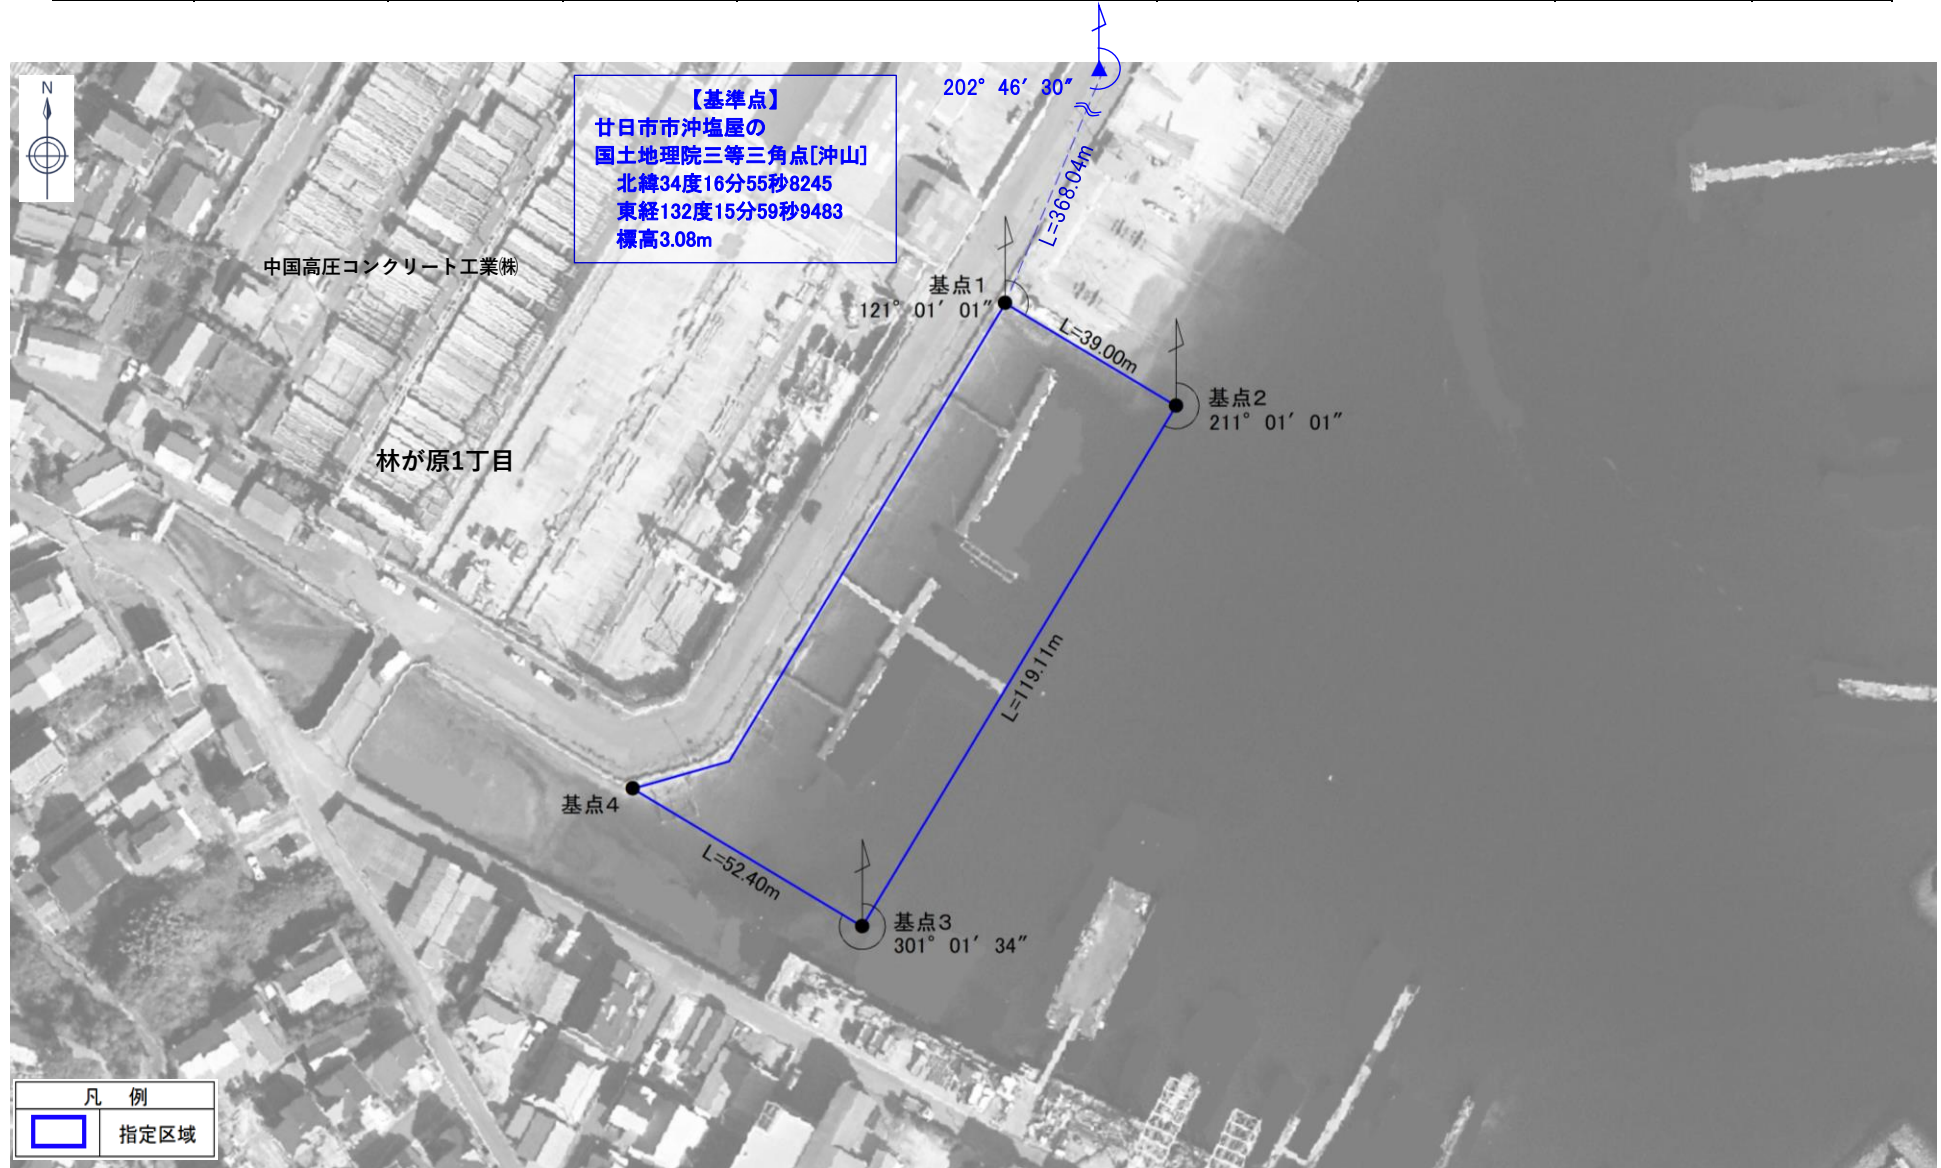 N
【基準点】
廿日市市沖塩屋の
国土地理院三等三角点[沖山]
北緯34度16分55秒8245
東経132度15分59秒9483
標高3.08m
202° 46′ 30″
L=368.04m
中国高圧コンクリート工業㈱
基点1
121° 01′ 01″
L=39.00m
基点2
211° 01′ 01″
林が原1丁目
L=119.11m
基点4
L=52.40m
基点3
301° 01′ 34″
凡 例
指定区域